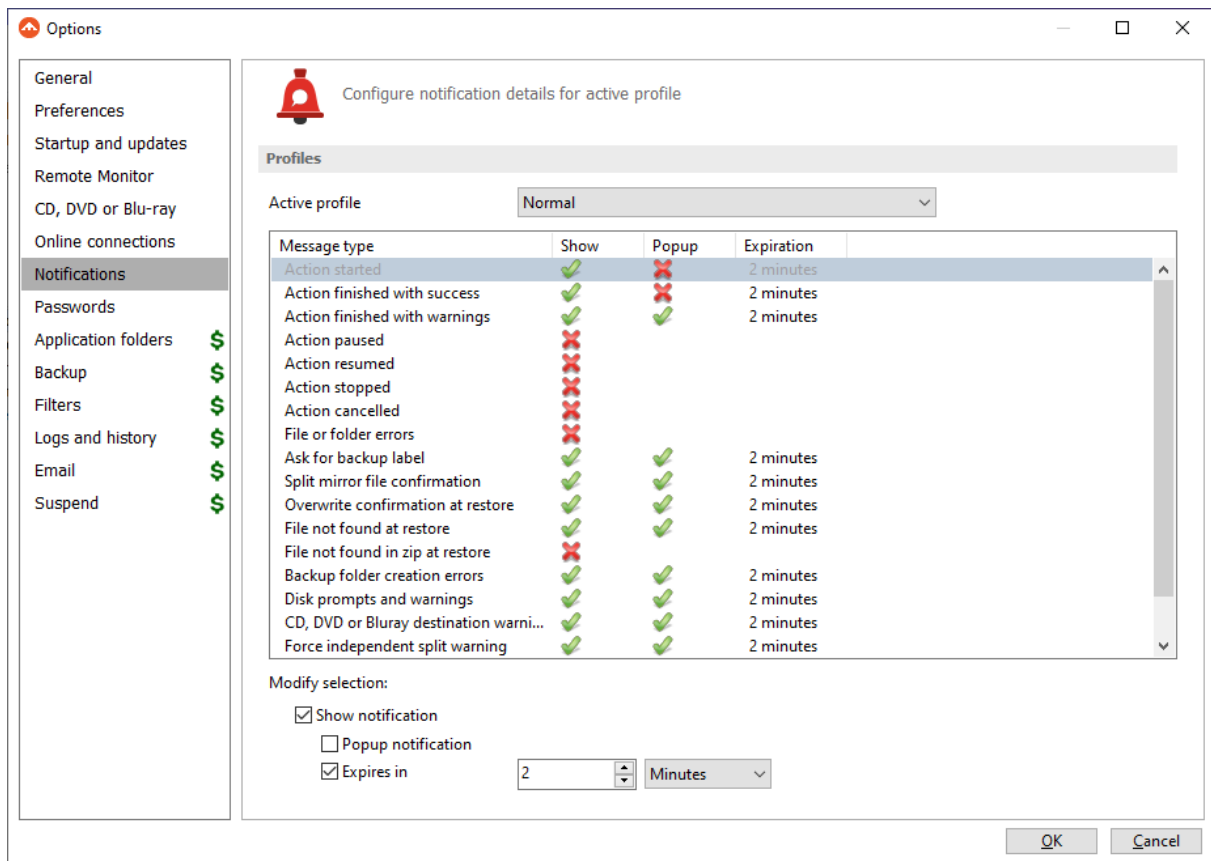 Options
General
Preferences
Startup and updates
Remote Monitor
CD, DVD or Blu-ray
Online connections
Notifications
Passwords
Application folders $
Backup $
Filters $
Logs and history $
Email $
Suspend $
Configure notification details for active profile
Profiles
Active profile Normal
Message type Show Popup Expiration
Action started 2 minutes
Action finished with success 2 minutes
Action finished with warnings 2 minutes
Action paused
Action resumed
Action stopped
Action cancelled
File or folder errors
Ask for backup label 2 minutes
Split mirror file confirmation 2 minutes
Overwrite confirmation at restore 2 minutes
File not found at restore 2 minutes
File not found in zip at restore
Backup folder creation errors 2 minutes
Disk prompts and warnings 2 minutes
CD, DVD or Bluray destination warni... 2 minutes
Force independent split warning 2 minutes
Modify selection:
Show notification
Popup notification
Expires in 2 Minutes
OK Cancel